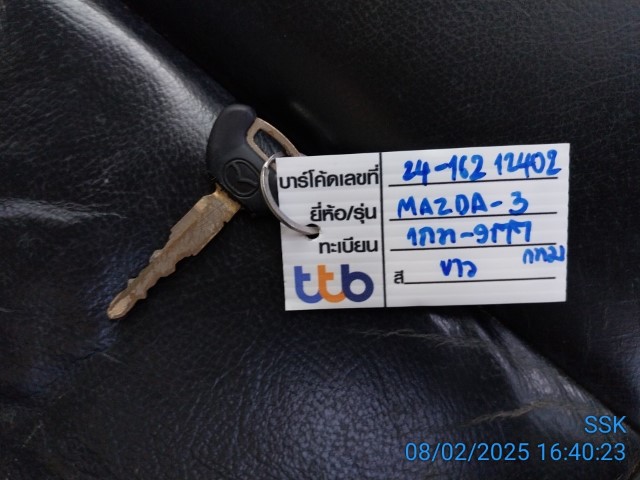 บาร์โค้ดเลขที่ 24-162 12402
ยี่ห้อ/รุ่น MAZDA-3
ทะเบียน
กทม
ttb สี ขาว
SSK
08/02/2025 16:40:23